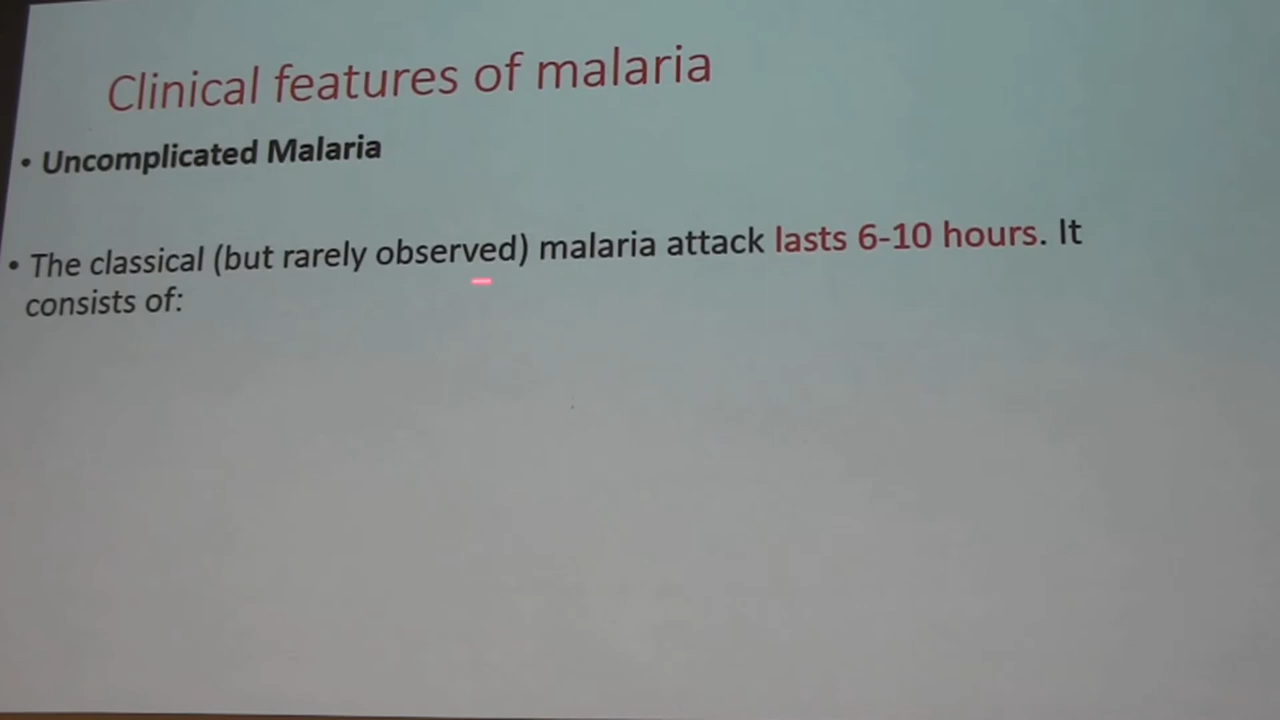 Clinical features of malaria
• Uncomplicated Malaria
• The classical (but rarely observed) malaria attack lasts 6-10 hours. It
consists of: